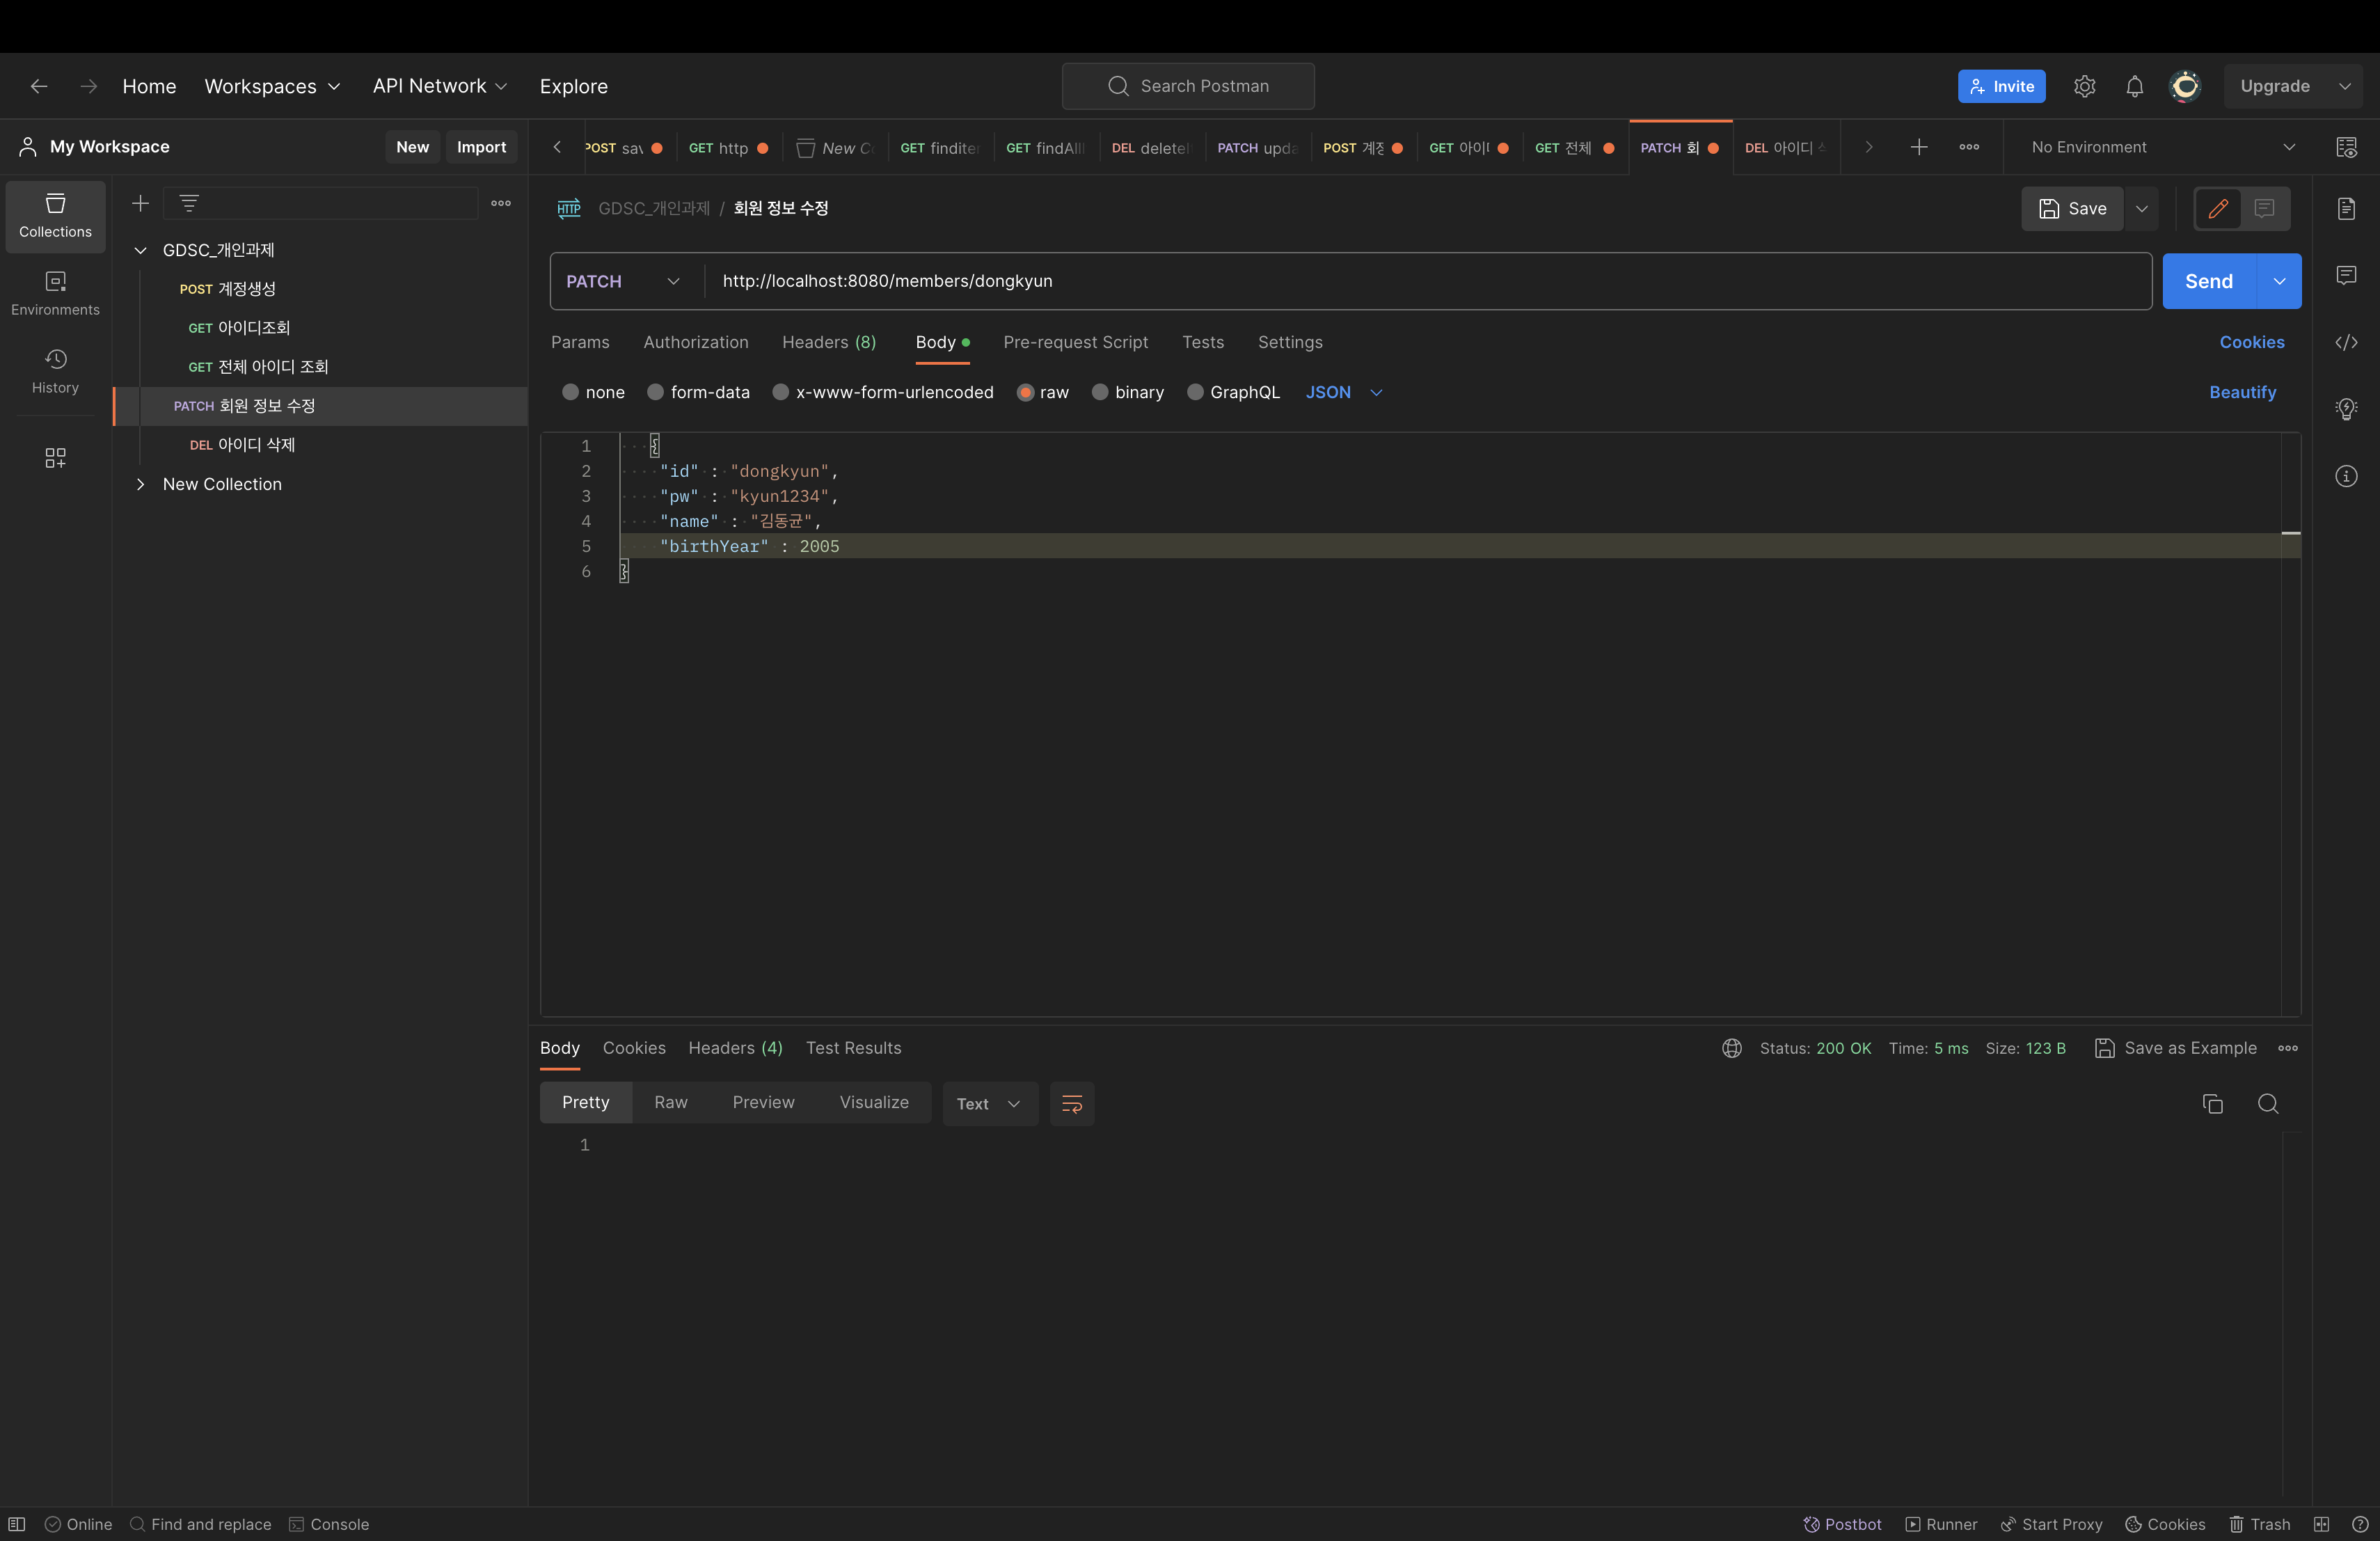 Home Workspaces API Network Explore Search Postman Invite Upgrade
My Workspace New Import
POST sav GET http New Co GET finditer GET findAllI DEL deleteI PATCH upda POST 계정 GET 아이 GET 전체 PATCH 회 DEL 아이디 No Environment
Collections
Environments
History
GDSC_개인과제
POST 계정생성
GET 아이디조회
GET 전체 아이디 조회
PATCH 회원 정보 수정
DEL 아이디 삭제
New Collection
HTTP GDSC_개인과제 / 회원 정보 수정 Save
PATCH http://localhost:8080/members/dongkyun Send
Params Authorization Headers (8) Body Pre-request Script Tests Settings Cookies
none form-data x-www-form-urlencoded raw binary GraphQL JSON Beautify
1 {
2 "id" : "dongkyun",
3 "pw" : "kyun1234",
4 "name" : "김동균",
5 "birthYear" : 2005
6 }
Body Cookies Headers (4) Test Results Status: 200 OK Time: 5 ms Size: 123 B Save as Example
Pretty Raw Preview Visualize Text
1
Online Find and replace Console Postbot Runner Start Proxy Cookies Trash